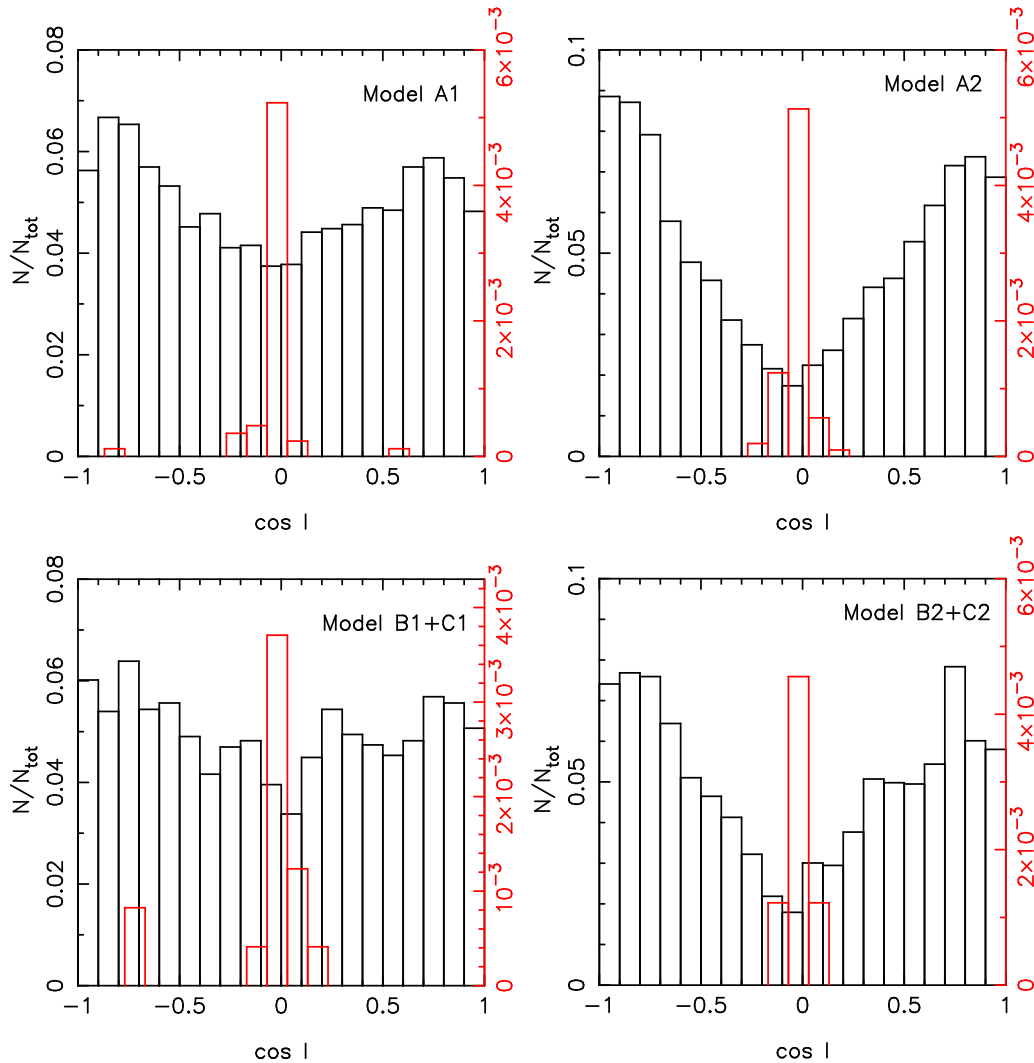 Model A1
N/N_tot
0.08
0.06
0.04
0.02
0
6×10⁻³
4×10⁻³
2×10⁻³
0
−1 −0.5 0 0.5 1
cos I
Model A2
N/N_tot
0.1
0.05
0
6×10⁻³
4×10⁻³
2×10⁻³
0
−1 −0.5 0 0.5 1
cos I
Model B1+C1
N/N_tot
0.08
0.06
0.04
0.02
0
4×10⁻³
3×10⁻³
2×10⁻³
10⁻³
0
−1 −0.5 0 0.5 1
cos I
Model B2+C2
N/N_tot
0.1
0.05
0
6×10⁻³
4×10⁻³
2×10⁻³
0
−1 −0.5 0 0.5 1
cos I